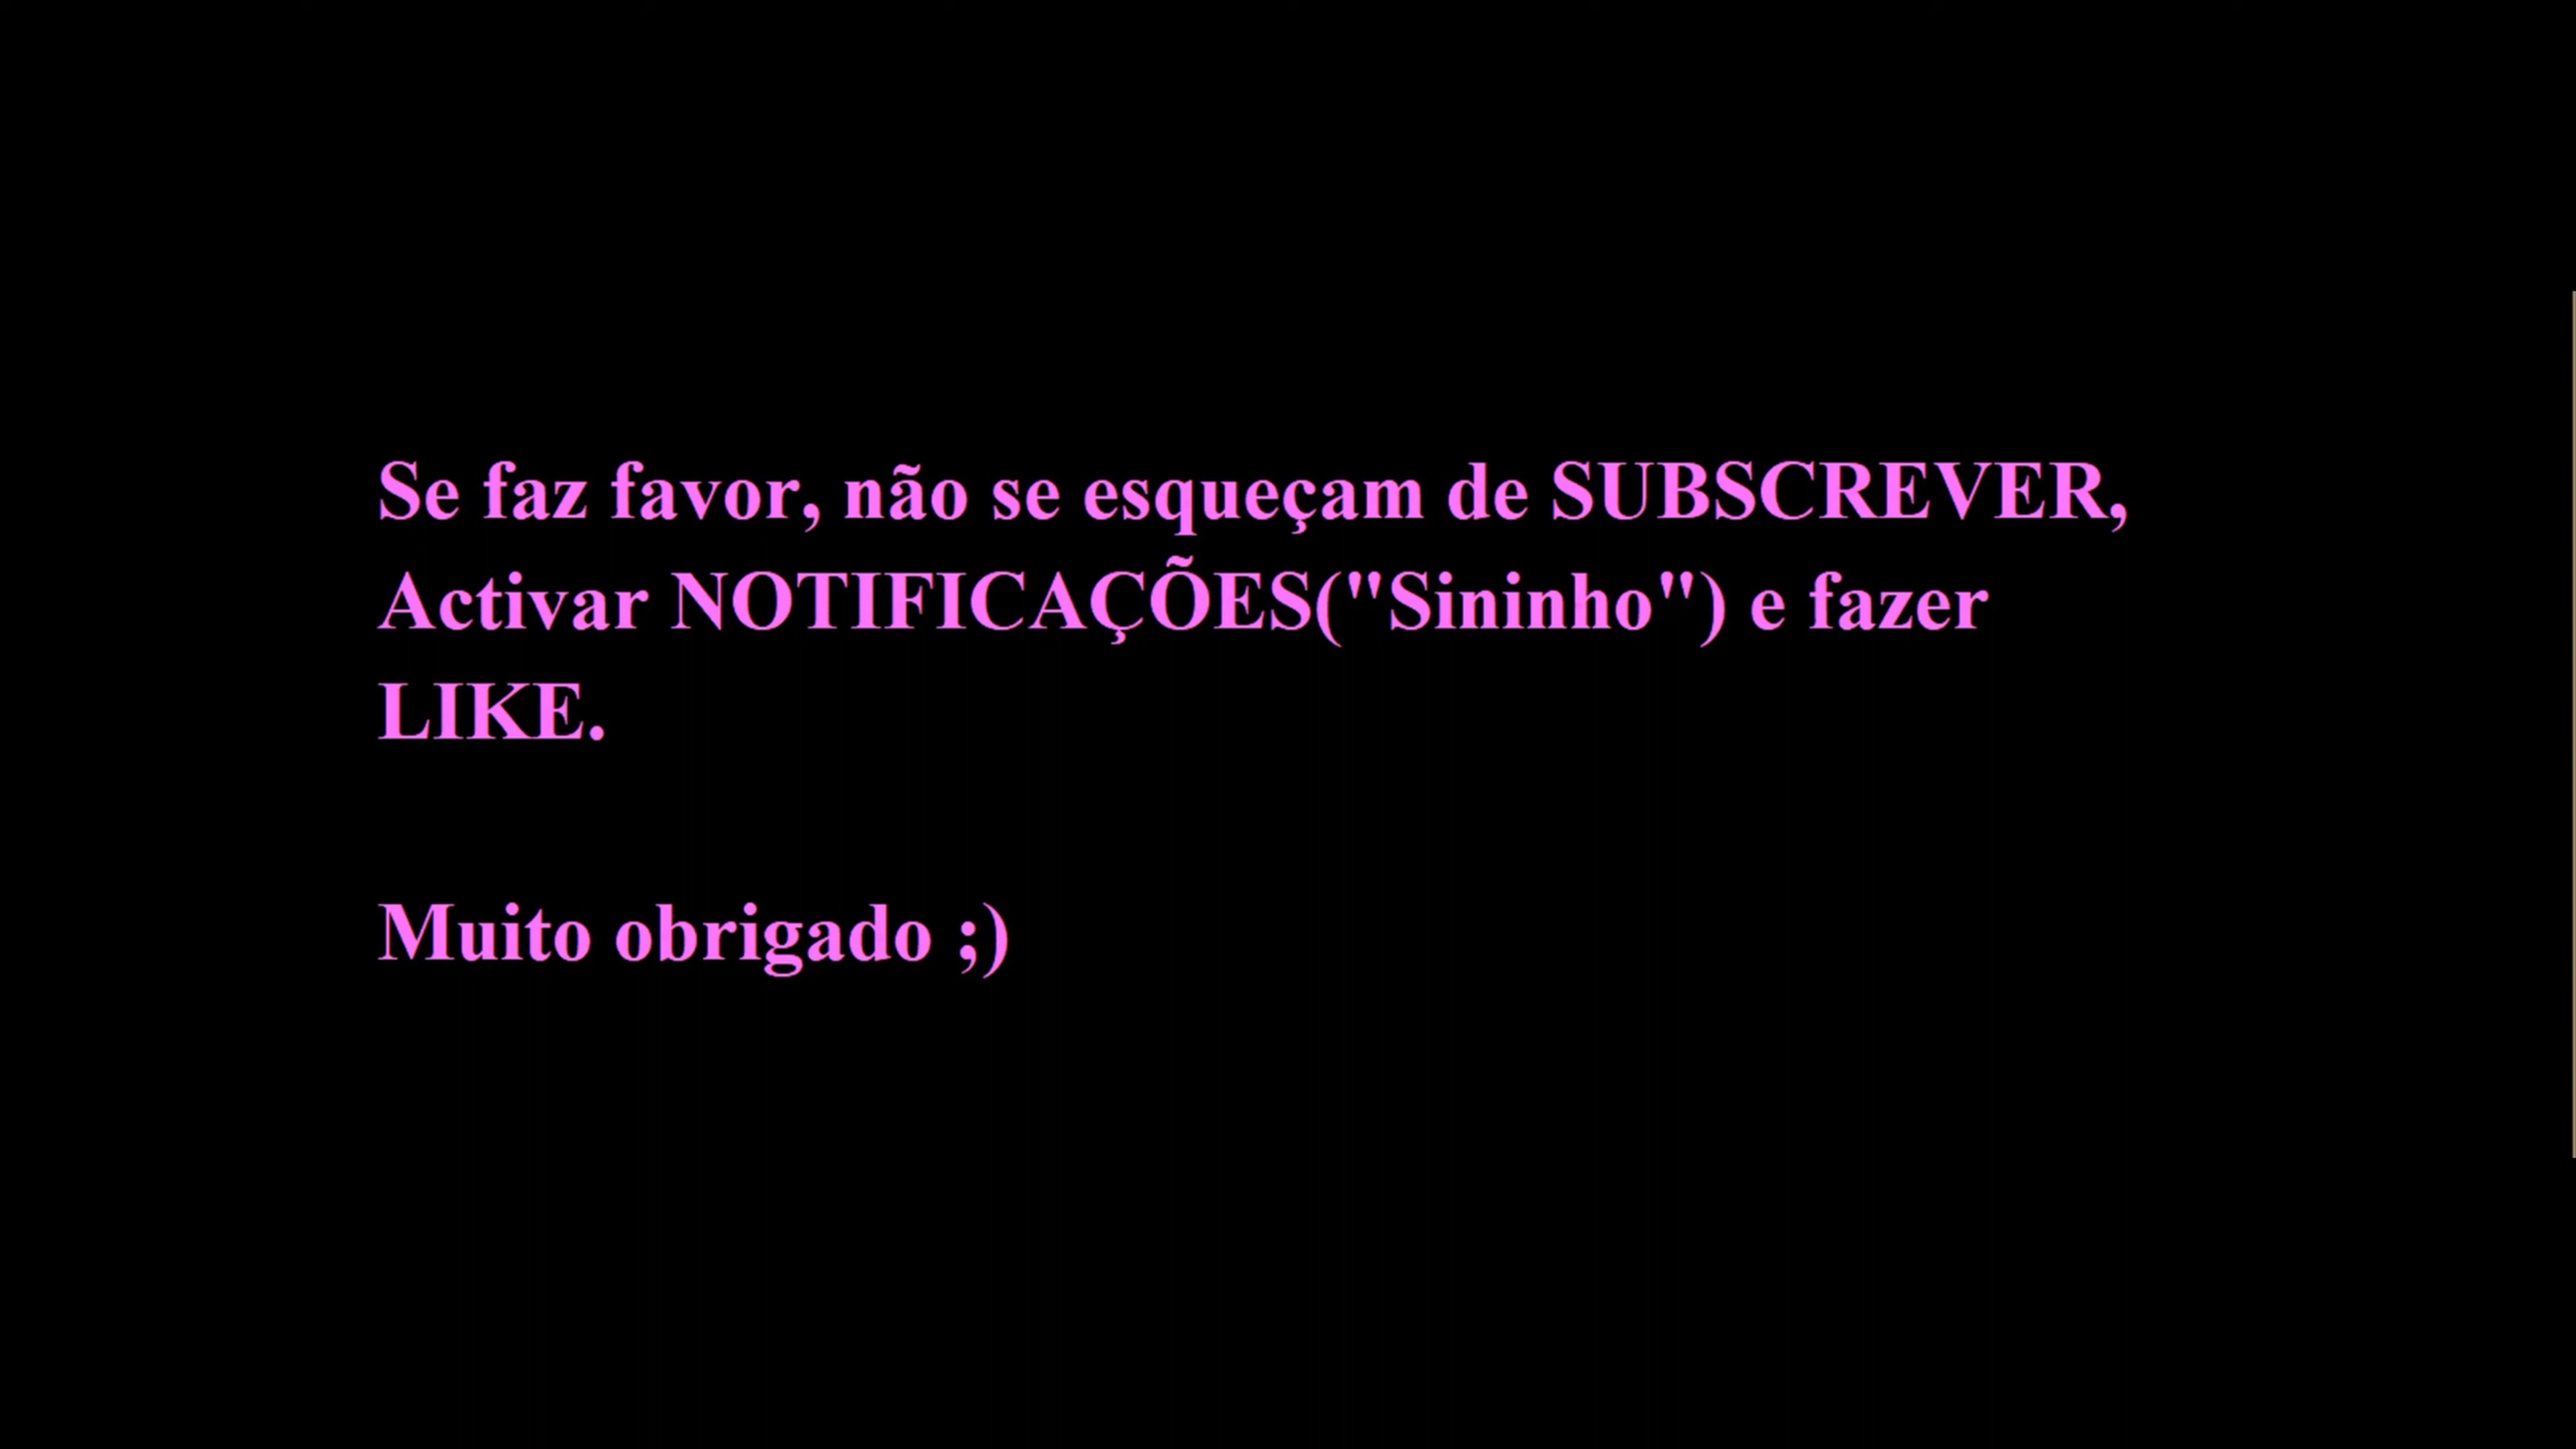 Se faz favor, não se esqueçam de SUBSCREVER,
Activar NOTIFICAÇÕES("Sininho") e fazer
LIKE.
Muito obrigado ;)